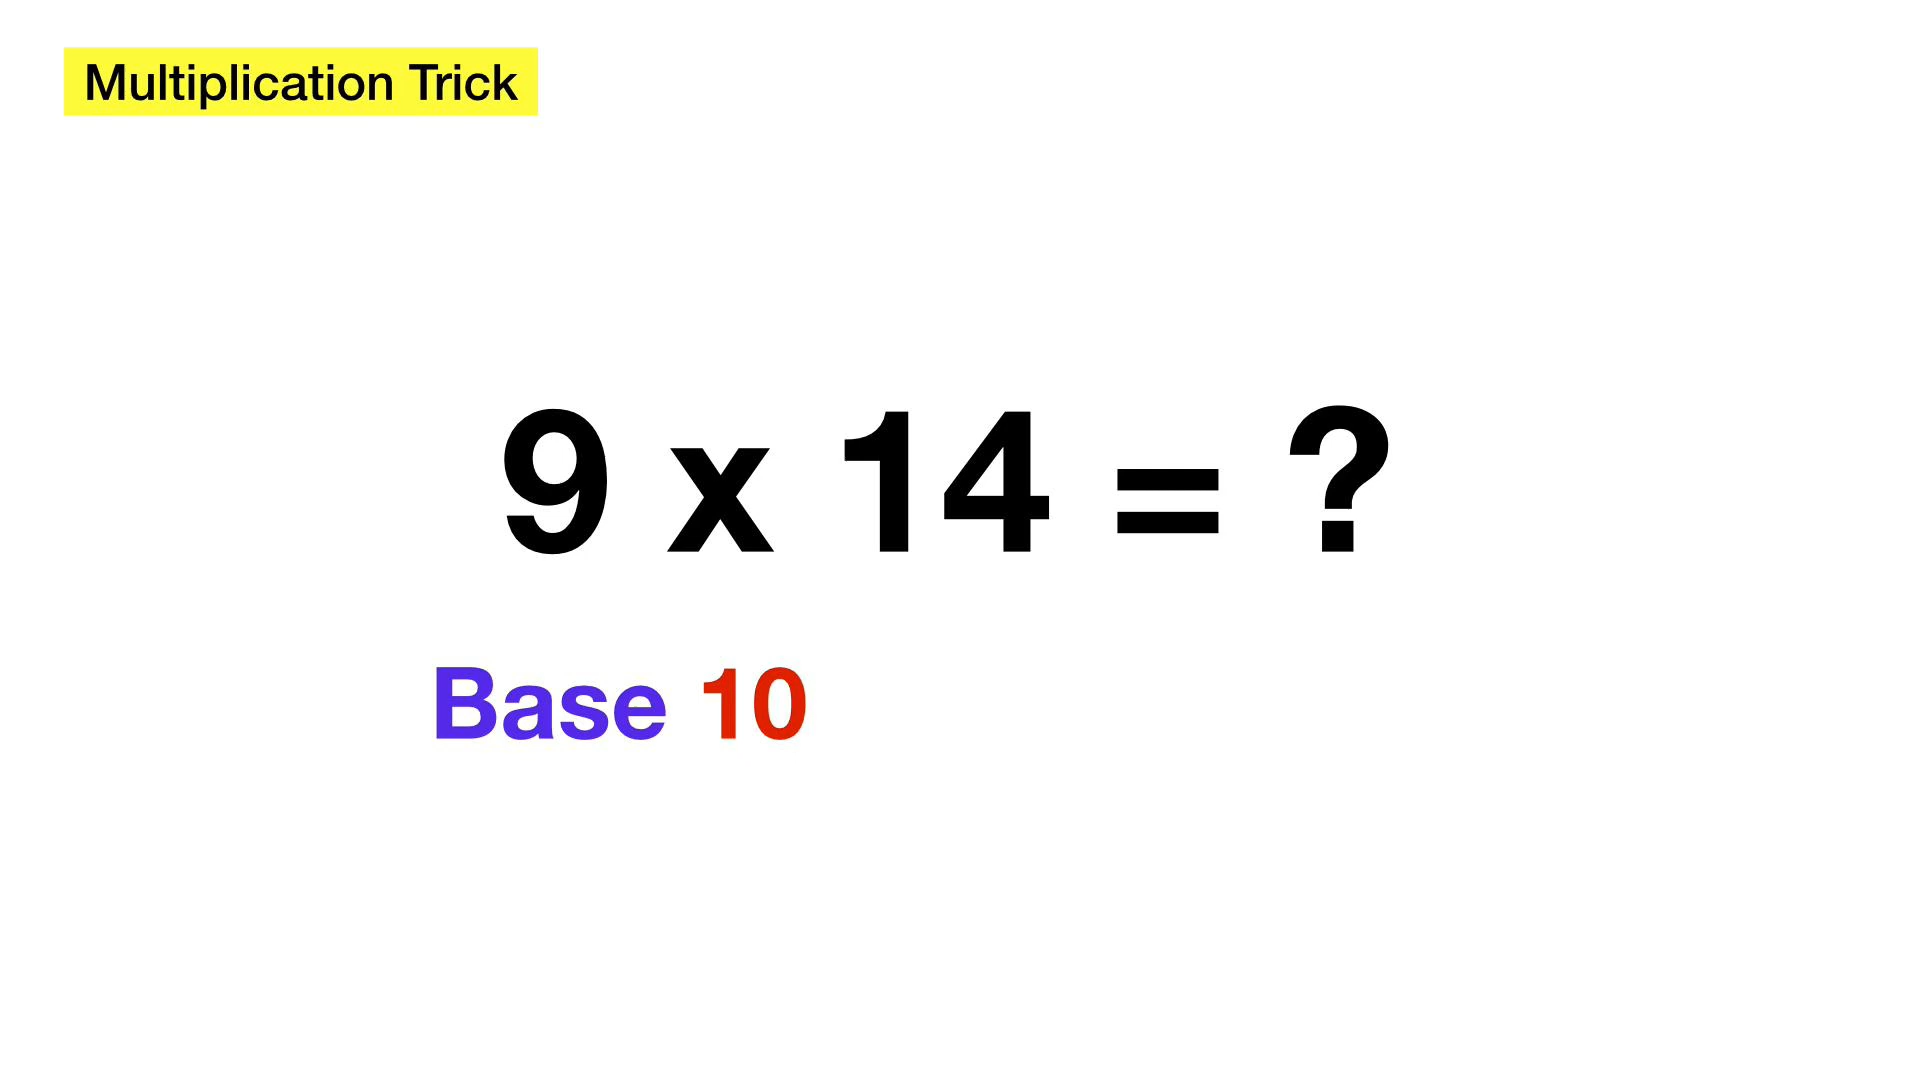 Multiplication Trick
9 x 14 = ?
Base 10